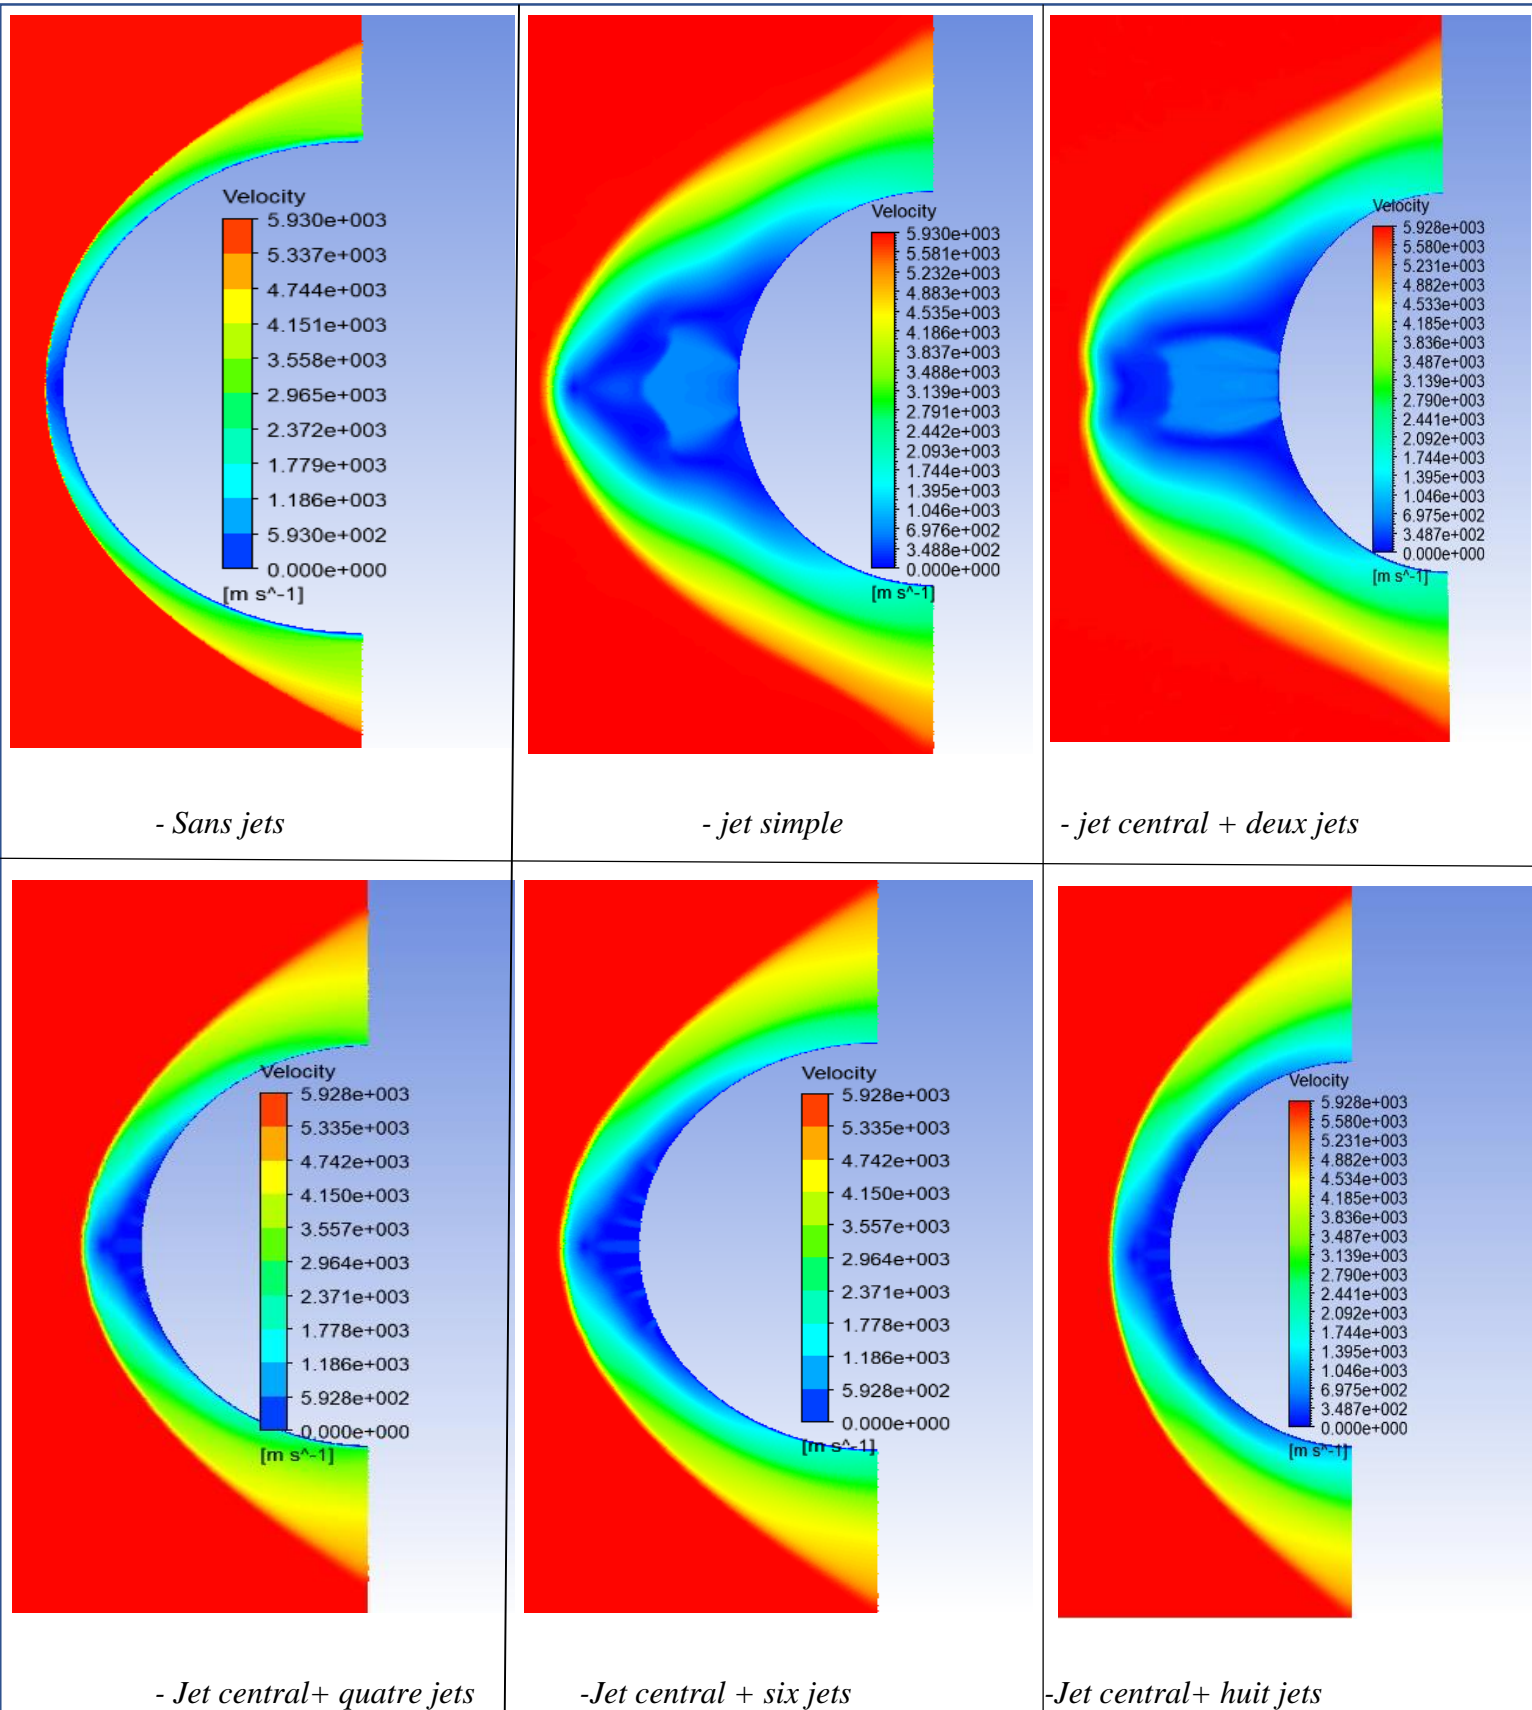 Velocity
5.930e+003
5.337e+003
4.744e+003
4.151e+003
3.558e+003
2.965e+003
2.372e+003
1.779e+003
1.186e+003
5.930e+002
0.000e+000
[m s^-1]
- Sans jets
Velocity
5.930e+003
5.581e+003
5.232e+003
4.883e+003
4.535e+003
4.186e+003
3.837e+003
3.488e+003
3.139e+003
2.791e+003
2.442e+003
2.093e+003
1.744e+003
1.395e+003
1.046e+003
6.976e+002
3.488e+002
0.000e+000
[m s^-1]
- jet simple
Velocity
5.928e+003
5.580e+003
5.231e+003
4.882e+003
4.533e+003
4.185e+003
3.836e+003
3.487e+003
3.139e+003
2.790e+003
2.441e+003
2.092e+003
1.744e+003
1.395e+003
1.046e+003
6.975e+002
3.487e+002
0.000e+000
[m s^-1]
- jet central + deux jets
Velocity
5.928e+003
5.335e+003
4.742e+003
4.150e+003
3.557e+003
2.964e+003
2.371e+003
1.778e+003
1.186e+003
5.928e+002
0.000e+000
[m s^-1]
- Jet central+ quatre jets
Velocity
5.928e+003
5.335e+003
4.742e+003
4.150e+003
3.557e+003
2.964e+003
2.371e+003
1.778e+003
1.186e+003
5.928e+002
0.000e+000
[m s^-1]
-Jet central + six jets
Velocity
5.928e+003
5.580e+003
5.231e+003
4.882e+003
4.534e+003
4.185e+003
3.836e+003
3.487e+003
3.139e+003
2.790e+003
2.441e+003
2.092e+003
1.744e+003
1.395e+003
1.046e+003
6.975e+002
3.487e+002
0.000e+000
[m s^-1]
-Jet central+ huit jets